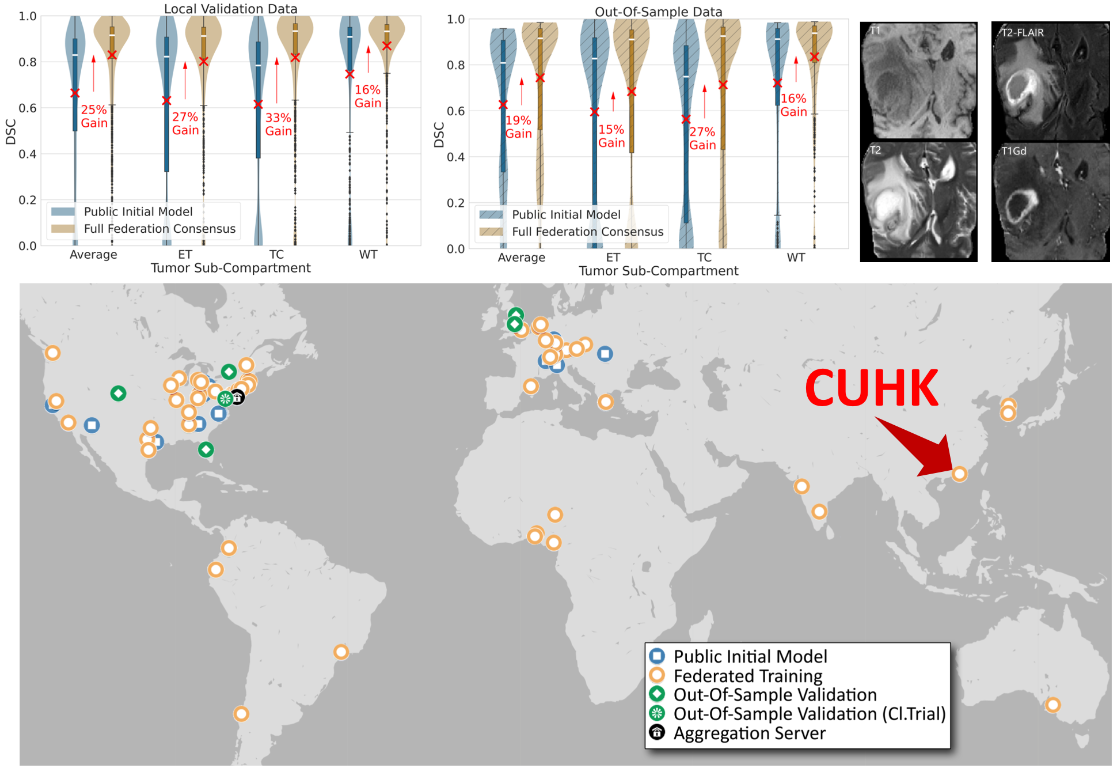 Local Validation Data
DSC
1.0
0.8
0.6
0.4
0.2
0.0
25%
Gain
27%
Gain
33%
Gain
16%
Gain
Public Initial Model
Full Federation Consensus
Average
ET
TC
WT
Tumor Sub-Compartment
Out-Of-Sample Data
DSC
1.0
0.8
0.6
0.4
0.2
0.0
19%
Gain
15%
Gain
27%
Gain
16%
Gain
Public Initial Model
Full Federation Consensus
Average
ET
TC
WT
Tumor Sub-Compartment
T1
T2-FLAIR
T2
T1Gd
CUHK
Public Initial Model
Federated Training
Out-Of-Sample Validation
Out-Of-Sample Validation (Cl.Trial)
Aggregation Server